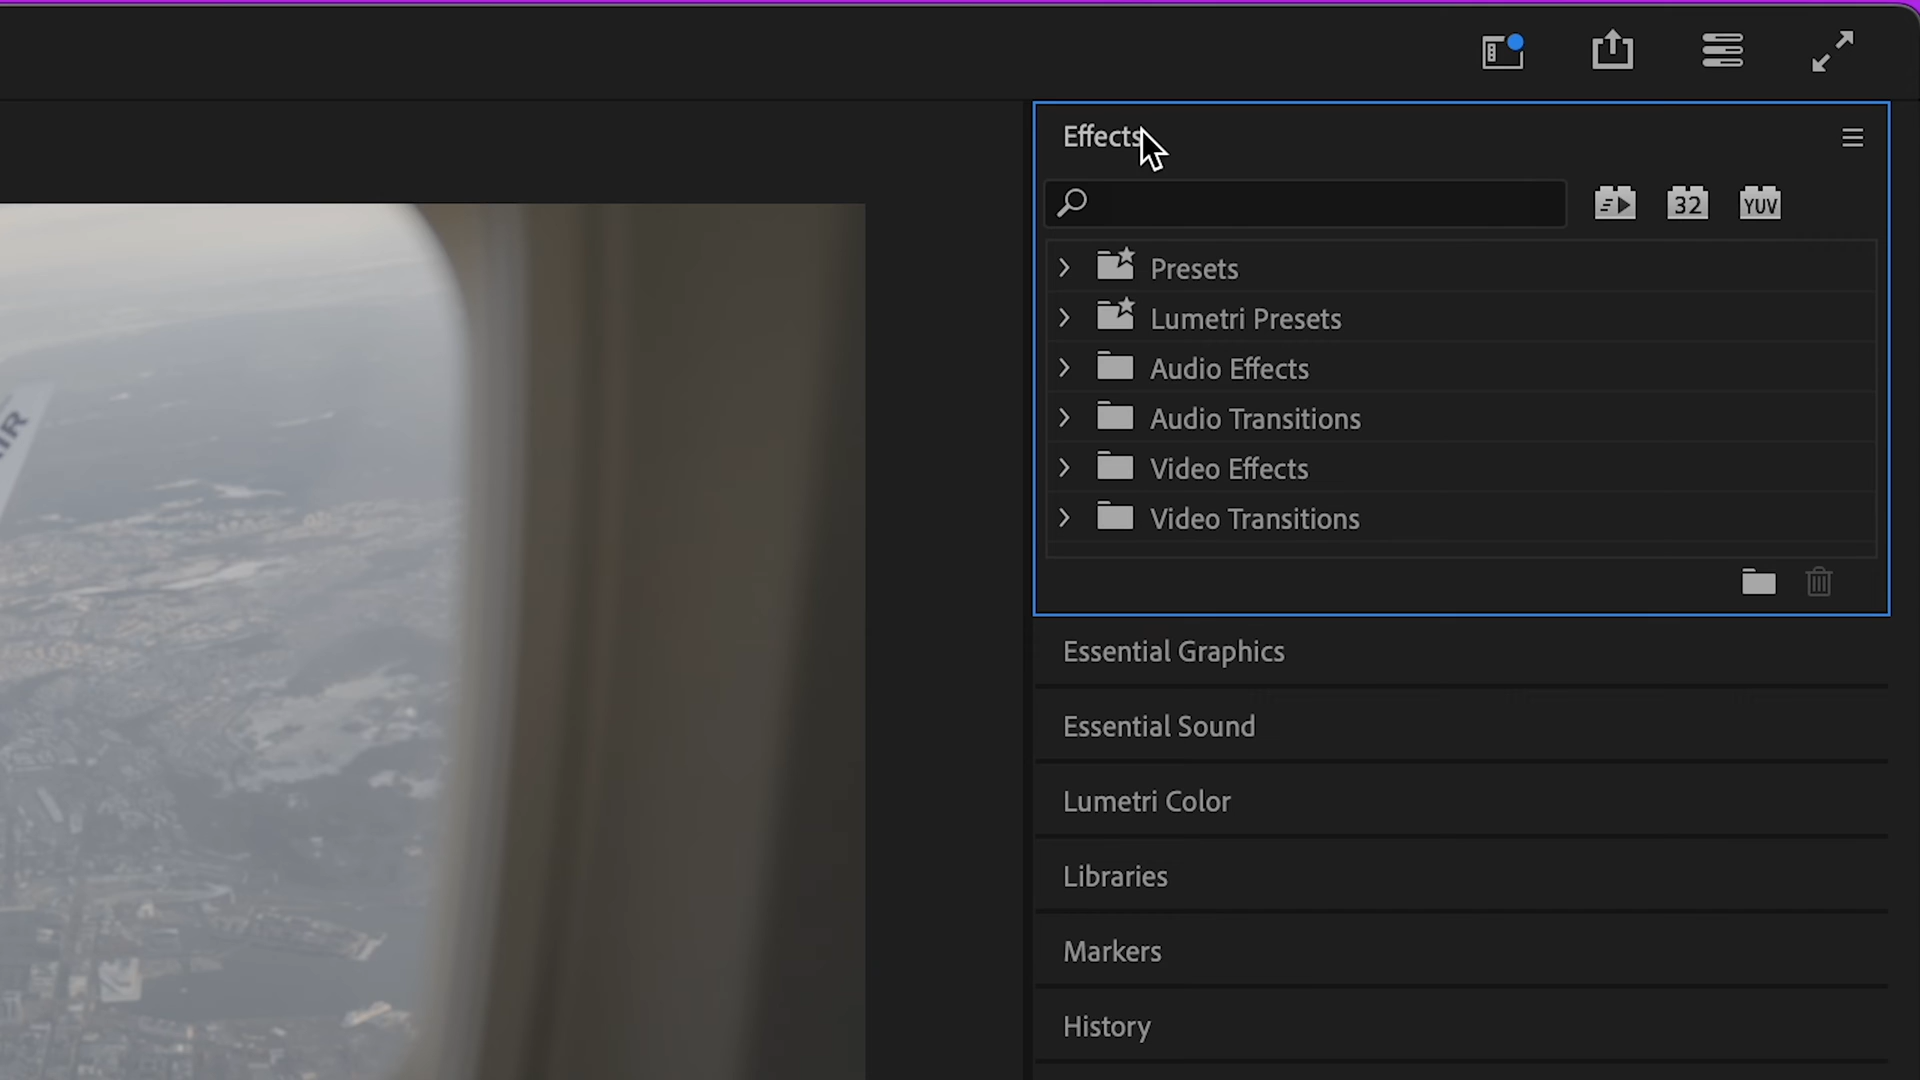 Effects
32
YUV
Presets
Lumetri Presets
Audio Effects
Audio Transitions
Video Effects
Video Transitions
Essential Graphics
Essential Sound
Lumetri Color
Libraries
Markers
History
IR